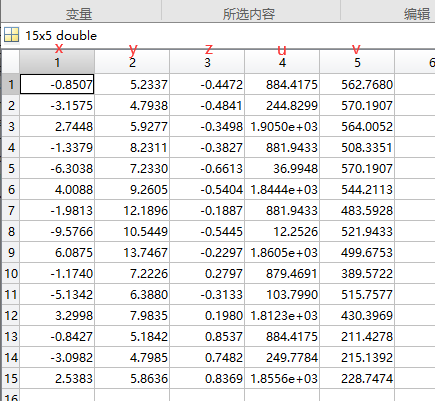 变量 所选内容 编辑
15x5 double
x y z u v
1 2 3 4 5 6
1 -0.8507 5.2337 -0.4472 884.4175 562.7680
2 -3.1575 4.7938 -0.4841 244.8299 570.1907
3 2.7448 5.9277 -0.3498 1.9050e+03 564.0052
4 -1.3379 8.2311 -0.3827 881.9433 508.3351
5 -6.3038 7.2330 -0.6613 36.9948 570.1907
6 4.0088 9.2605 -0.5404 1.8444e+03 544.2113
7 -1.9813 12.1896 -0.1887 881.9433 483.5928
8 -9.5766 10.5449 -0.5445 12.2526 521.9433
9 6.0875 13.7467 -0.2297 1.8605e+03 499.6753
10 -1.1740 7.2226 0.2797 879.4691 389.5722
11 -5.1342 6.3880 -0.3133 103.7990 515.7577
12 3.2998 7.9835 0.1980 1.8123e+03 430.3969
13 -0.8427 5.1842 0.8537 884.4175 211.4278
14 -3.0982 4.7985 0.7482 249.7784 215.1392
15 2.5383 5.8636 0.8369 1.8556e+03 228.7474
16